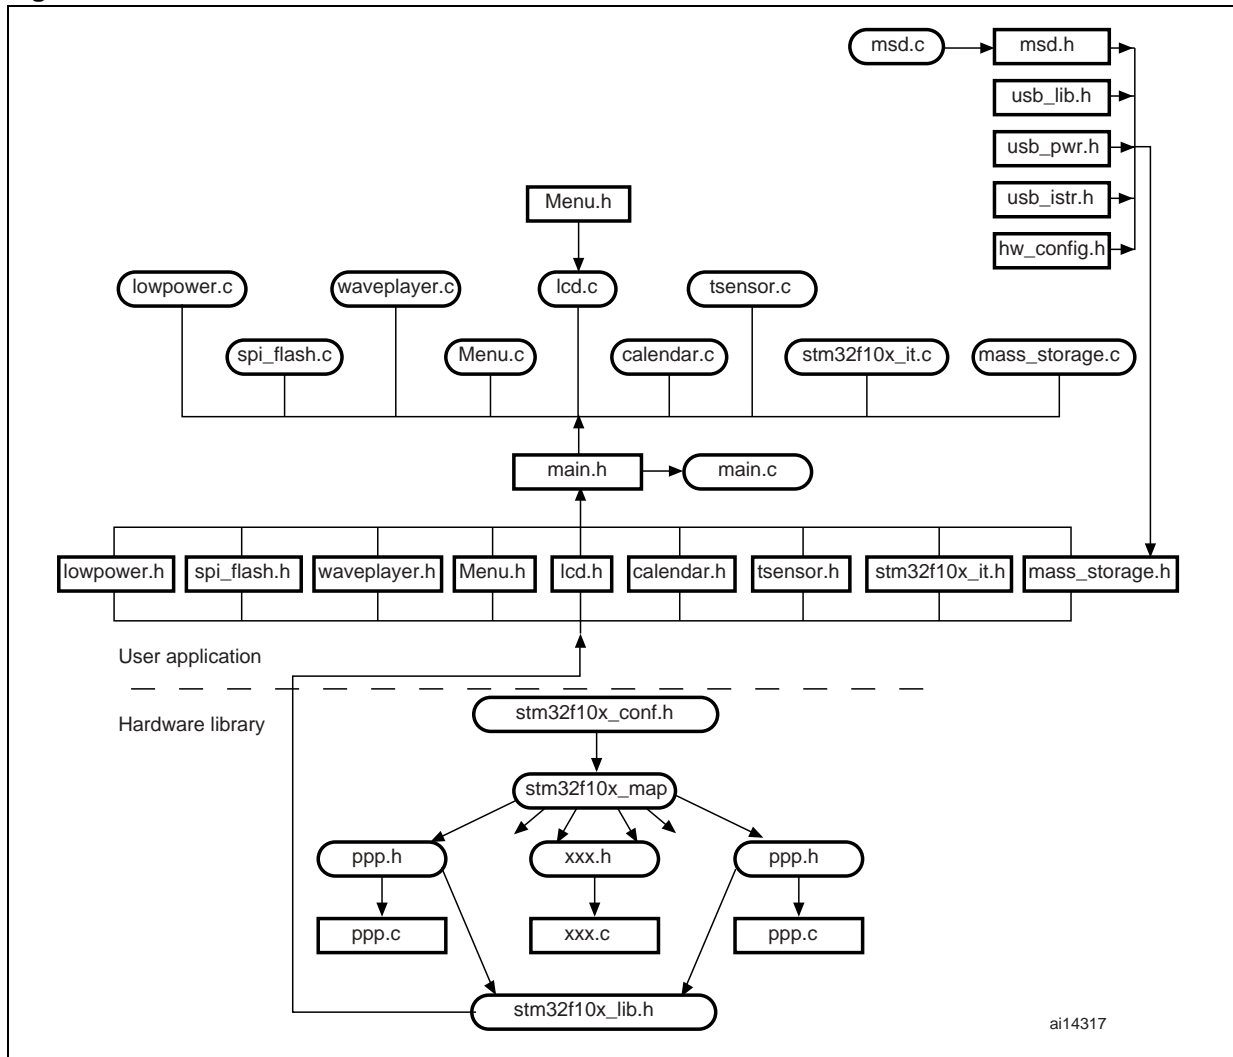 msd.c
msd.h
usb_lib.h
usb_pwr.h
usb_istr.h
hw_config.h
Menu.h
lowpower.c
waveplayer.c
lcd.c
tsensor.c
spi_flash.c
Menu.c
calendar.c
stm32f10x_it.c
mass_storage.c
main.h
main.c
lowpower.h
spi_flash.h
waveplayer.h
Menu.h
lcd.h
calendar.h
tsensor.h
stm32f10x_it.h
mass_storage.h
User application
Hardware library
stm32f10x_conf.h
stm32f10x_map
ppp.h
xxx.h
ppp.h
ppp.c
xxx.c
ppp.c
stm32f10x_lib.h
ai14317